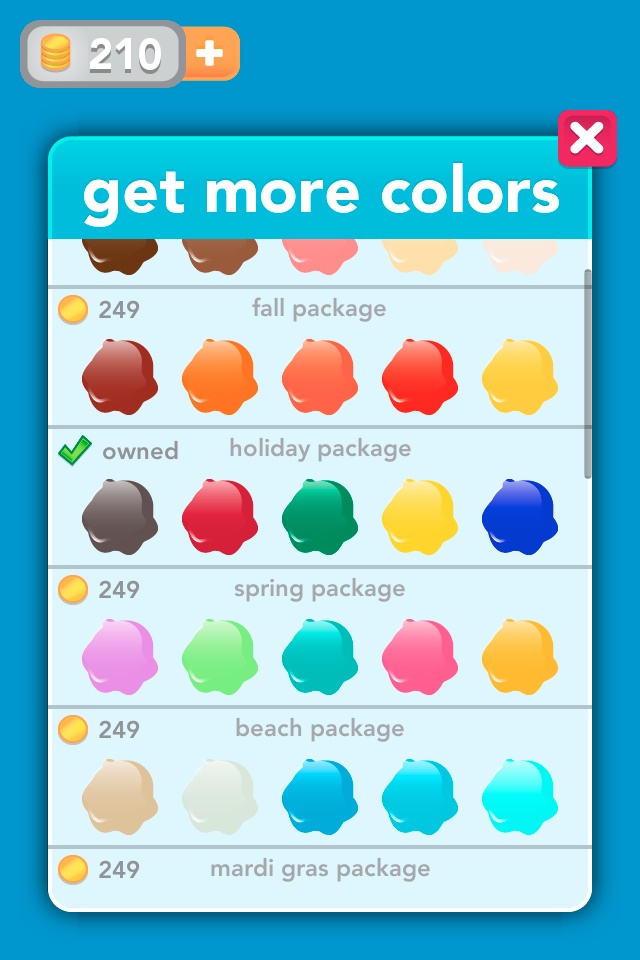 210 +
get more colors
249 fall package
owned holiday package
249 spring package
249 beach package
249 mardi gras package